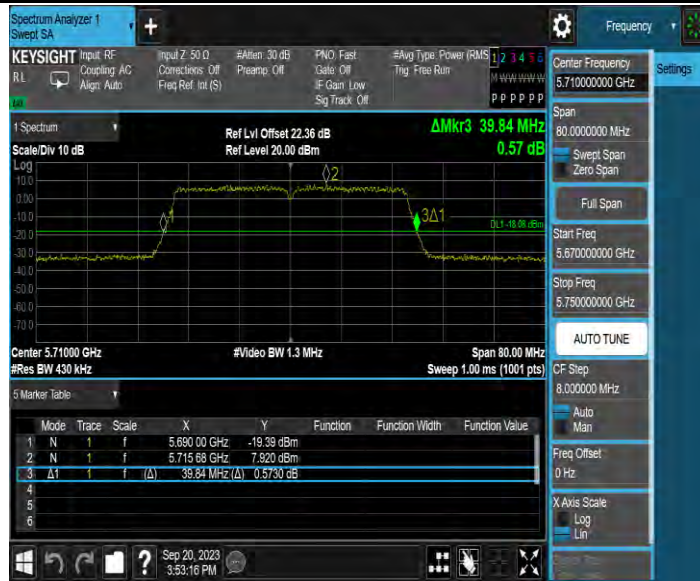 Spectrum Analyzer 1
Swept SA
+
Frequency
KEYSIGHT Input: RF Input Z: 50 Ω #Atten: 30 dB PNO: Fast #Avg Type: Power (RMS 1 2 3 4 5 6
RL Coupling: AC Corrections: Off Preamp: Off Gate: Off Trig: Free Run M W W W W W
Align: Auto Freq Ref: Int (S) IF Gain: Low P P P P P P
Sig Track: Off
1 Spectrum
Scale/Div 10 dB
Ref Lvl Offset 22.36 dB
Ref Level 20.00 dBm
ΔMkr3 39.84 MHz
0.57 dB
Log
10.0
0.00
-10.0
-20.0
-30.0
-40.0
-50.0
-60.0
-70.0
2
3Δ1
DL1 -18.08 dBm
Center 5.71000 GHz #Video BW 1.3 MHz Span 80.00 MHz
#Res BW 430 kHz Sweep 1.00 ms (1001 pts)
5 Marker Table
Mode Trace Scale X Y Function Function Width Function Value
1 N 1 f 5.690 00 GHz -19.39 dBm
2 N 1 f 5.715 68 GHz 7.920 dBm
3 Δ1 1 f (Δ) 39.84 MHz (Δ) 0.5730 dB
4
5
6
Sep 20, 2023
3:53:16 PM
?
Center Frequency
5.710000000 GHz
Settings
Span
80.0000000 MHz
Swept Span
Zero Span
Full Span
Start Freq
5.670000000 GHz
Stop Freq
5.750000000 GHz
AUTO TUNE
CF Step
8.000000 MHz
Auto
Man
Freq Offset
0 Hz
X Axis Scale
Log
Lin